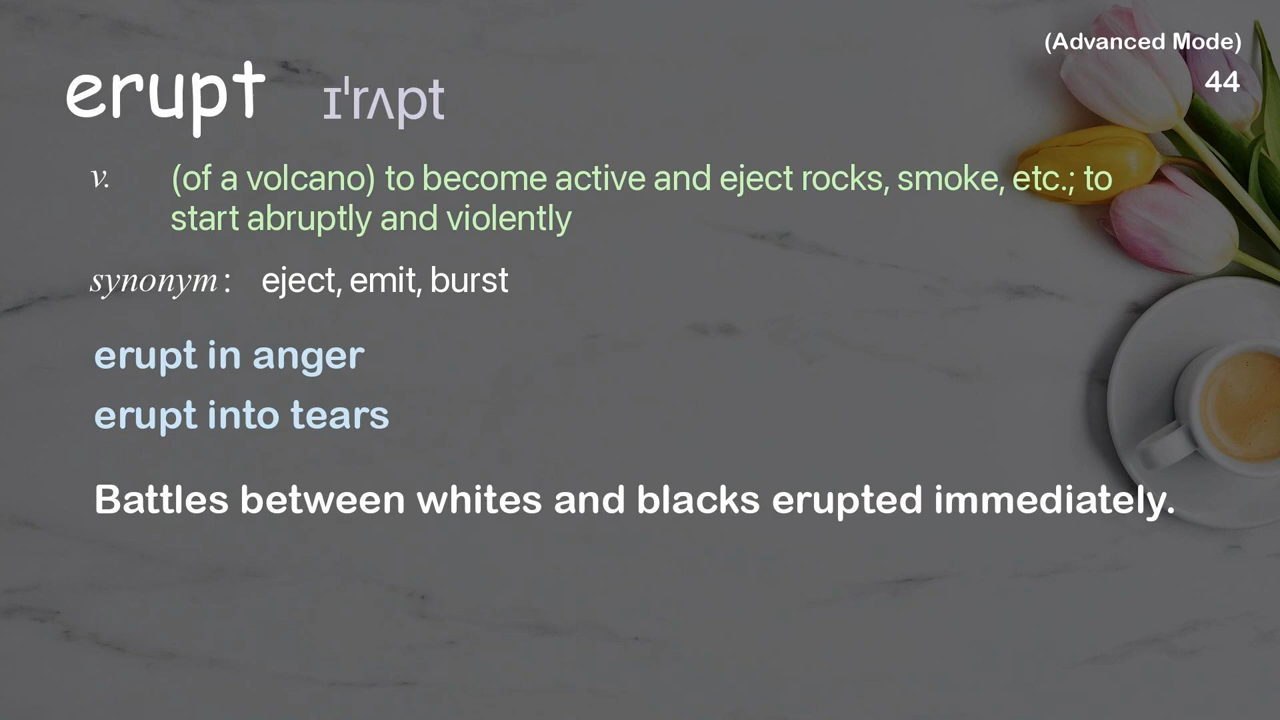 (Advanced Mode)
erupt ɪˈrʌpt
44
v. (of a volcano) to become active and eject rocks, smoke, etc.; to
start abruptly and violently
synonym: eject, emit, burst
erupt in anger
erupt into tears
Battles between whites and blacks erupted immediately.